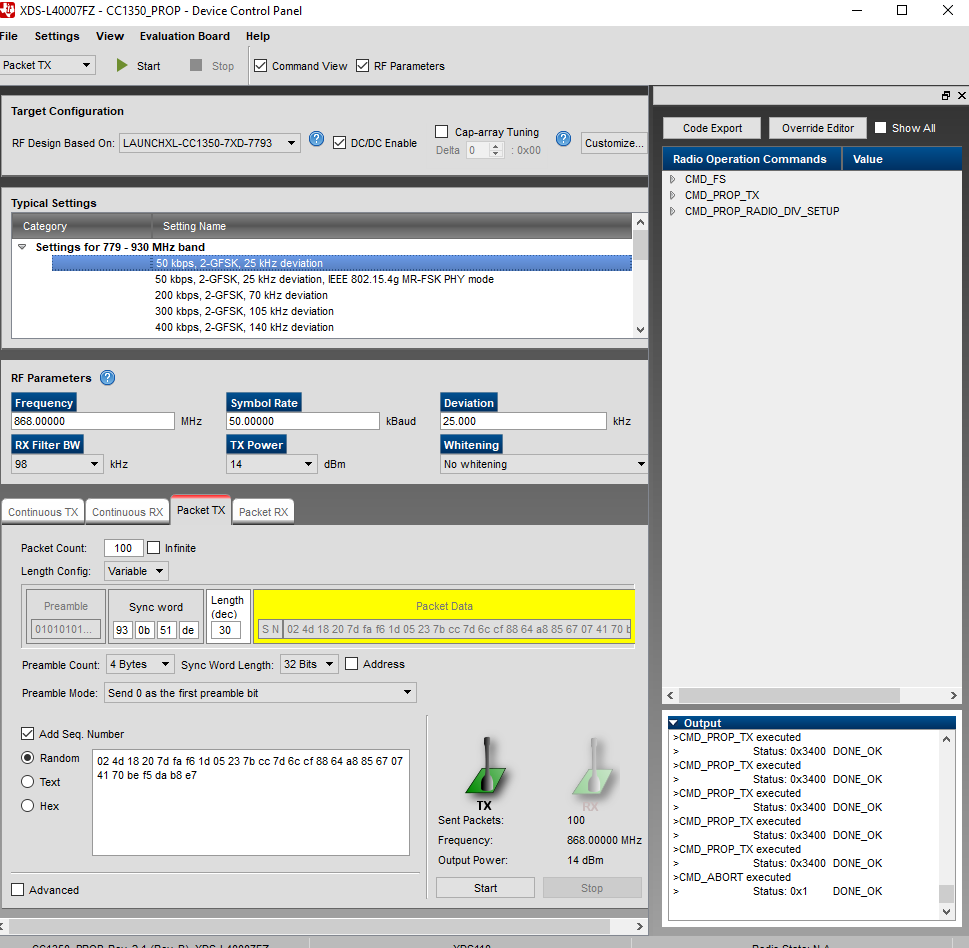 XDS-L40007FZ - CC1350_PROP - Device Control Panel
File Settings View Evaluation Board Help
Packet TX Start Stop Command View RF Parameters
Target Configuration
RF Design Based On: LAUNCHXL-CC1350-7XD-7793 DC/DC Enable Cap-array Tuning
Delta 0 : 0x00 Customize...
Typical Settings
Category Setting Name
Settings for 779 - 930 MHz band
50 kbps, 2-GFSK, 25 kHz deviation
50 kbps, 2-GFSK, 25 kHz deviation, IEEE 802.15.4g MR-FSK PHY mode
200 kbps, 2-GFSK, 70 kHz deviation
300 kbps, 2-GFSK, 105 kHz deviation
400 kbps, 2-GFSK, 140 kHz deviation
RF Parameters
Frequency Symbol Rate Deviation
868.00000 MHz 50.00000 kBaud 25.000 kHz
RX Filter BW TX Power Whitening
98 kHz 14 dBm No whitening
Continuous TX Continuous RX Packet TX Packet RX
Packet Count: 100 Infinite
Length Config: Variable
Preamble Sync word Length (dec) Packet Data
01010101... 93 0b 51 de 30 S N 02 4d 18 20 7d fa f6 1d 05 23 7b cc 7d 6c cf 88 64 a8 85 67 07 41 70 b
Preamble Count: 4 Bytes Sync Word Length: 32 Bits Address
Preamble Mode: Send 0 as the first preamble bit
Add Seq. Number
Random
Text
Hex
02 4d 18 20 7d fa f6 1d 05 23 7b cc 7d 6c cf 88 64 a8 85 67 07
41 70 be f5 da b8 e7
TX RX
Sent Packets: 100
Frequency: 868.00000 MHz
Output Power: 14 dBm
Start Stop
Advanced
Code Export Override Editor Show All
Radio Operation Commands Value
CMD_FS
CMD_PROP_TX
CMD_PROP_RADIO_DIV_SETUP
Output
>CMD_PROP_TX executed
> Status: 0x3400 DONE_OK
>CMD_PROP_TX executed
> Status: 0x3400 DONE_OK
>CMD_PROP_TX executed
> Status: 0x3400 DONE_OK
>CMD_PROP_TX executed
> Status: 0x3400 DONE_OK
>CMD_PROP_TX executed
> Status: 0x3400 DONE_OK
>CMD_ABORT executed
> Status: 0x1 DONE_OK
CC1350_PROP, Rev. 2.1 (Rev. B), XDS-L40007FZ XDS110 Radio State: N.A.